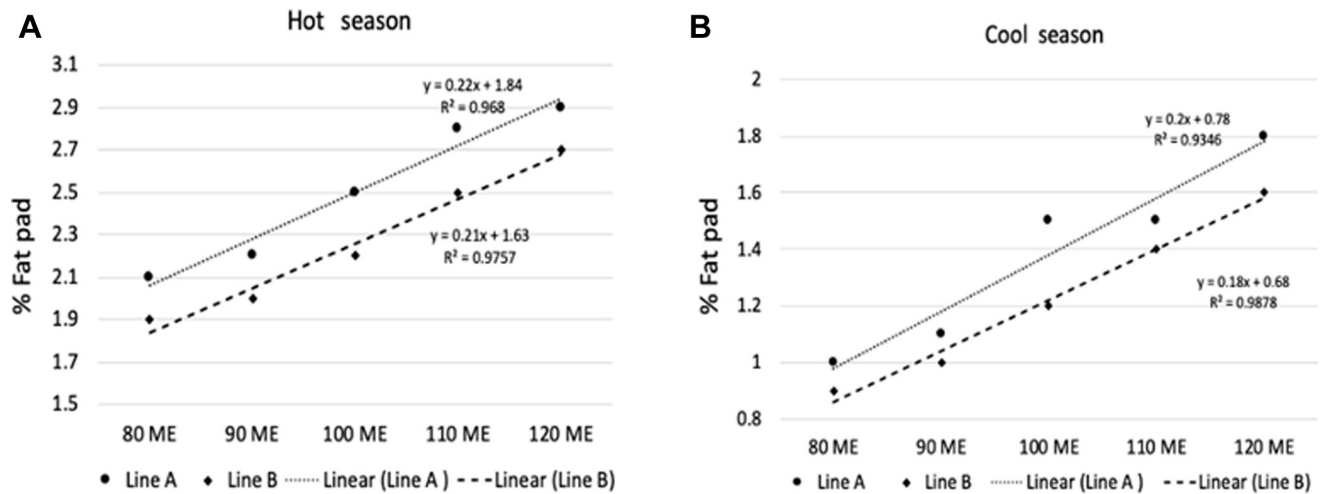 A
Hot season
3.1
2.9
2.7
2.5
2.3
2.1
1.9
1.7
1.5
% Fat pad
y = 0.22x + 1.84
R² = 0.968
y = 0.21x + 1.63
R² = 0.9757
80 ME 90 ME 100 ME 110 ME 120 ME
Line A Line B Linear (Line A ) Linear (Line B)
B
Cool season
2
1.8
1.6
1.4
1.2
1
0.8
% Fat pad
y = 0.2x + 0.78
R² = 0.9346
y = 0.18x + 0.68
R² = 0.9878
80 ME 90 ME 100 ME 110 ME 120 ME
Line A Line B Linear (Line A ) Linear (Line B)